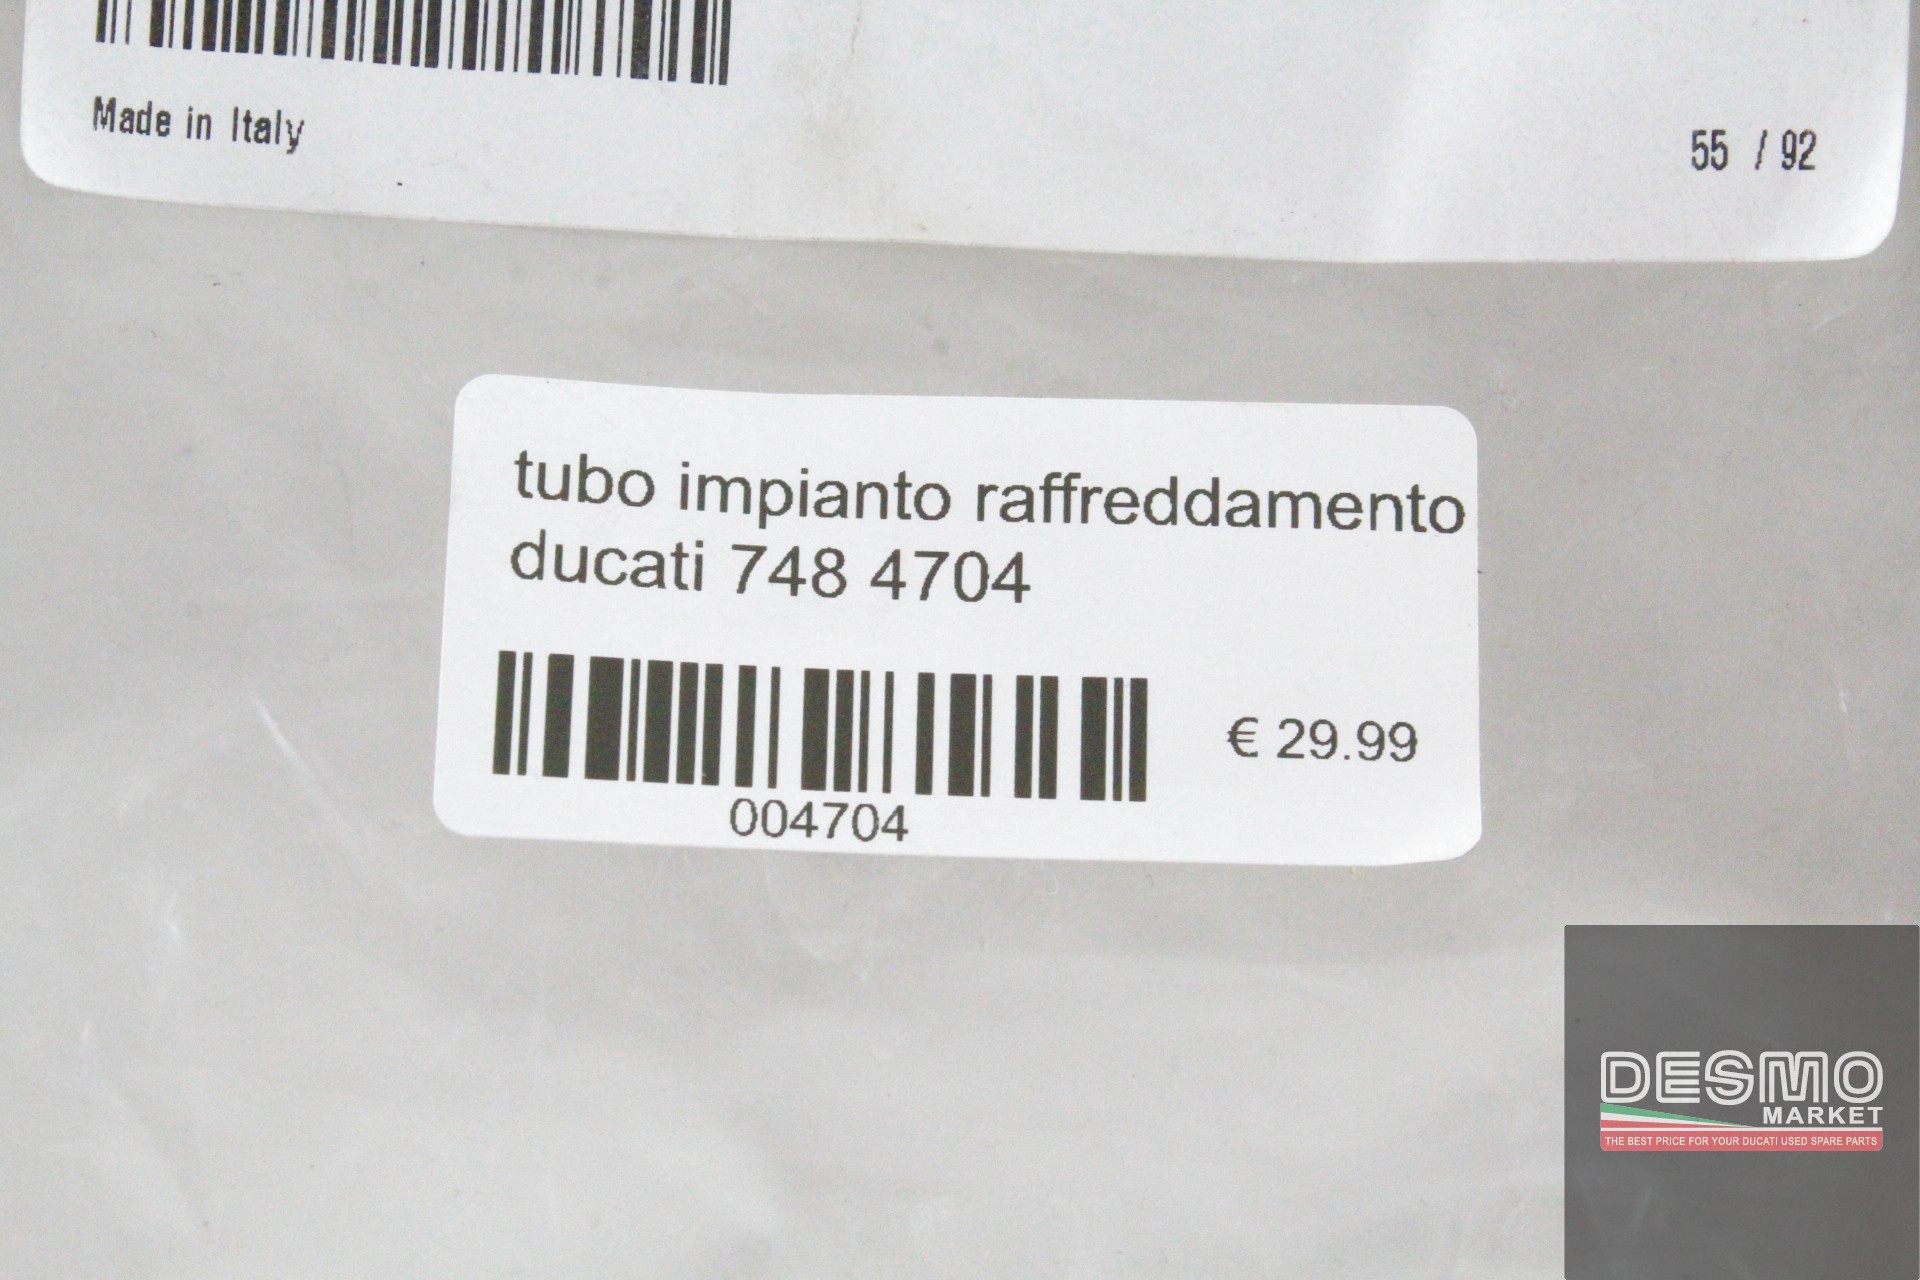 Made in Italy
55 / 92
tubo impianto raffreddamento
ducati 748 4704
€ 29.99
004704
DESMO
MARKET
THE BEST PRICE FOR YOUR DUCATI USED SPARE PARTS